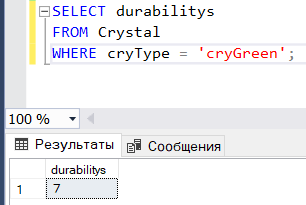 SELECT durabilitys
FROM Crystal
WHERE cryType = 'cryGreen';
100 %
Результаты Сообщения
durabilitys
1 7